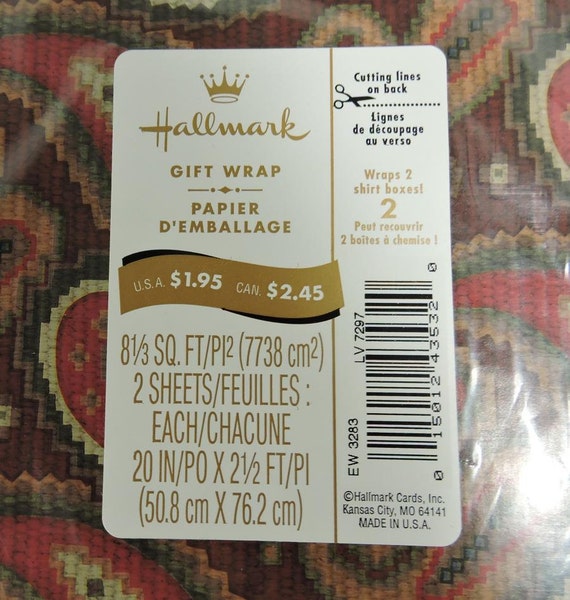 Hallmark
GIFT WRAP
PAPIER
D'EMBALLAGE
Cutting lines
on back
Lignes
de découpage
au verso
Wraps 2
shirt boxes!
2
Peut recouvrir
2 boîtes à chemise !
U.S.A. $1.95 CAN. $2.45
8⅓ SQ. FT/PI² (7738 cm²)
2 SHEETS/FEUILLES :
EACH/CHACUNE
20 IN/PO X 2½ FT/PI
(50.8 cm X 76.2 cm)
EW 3283 LV 7297
0 15012 43532 0
©Hallmark Cards, Inc.
Kansas City, MO 64141
MADE IN U.S.A.